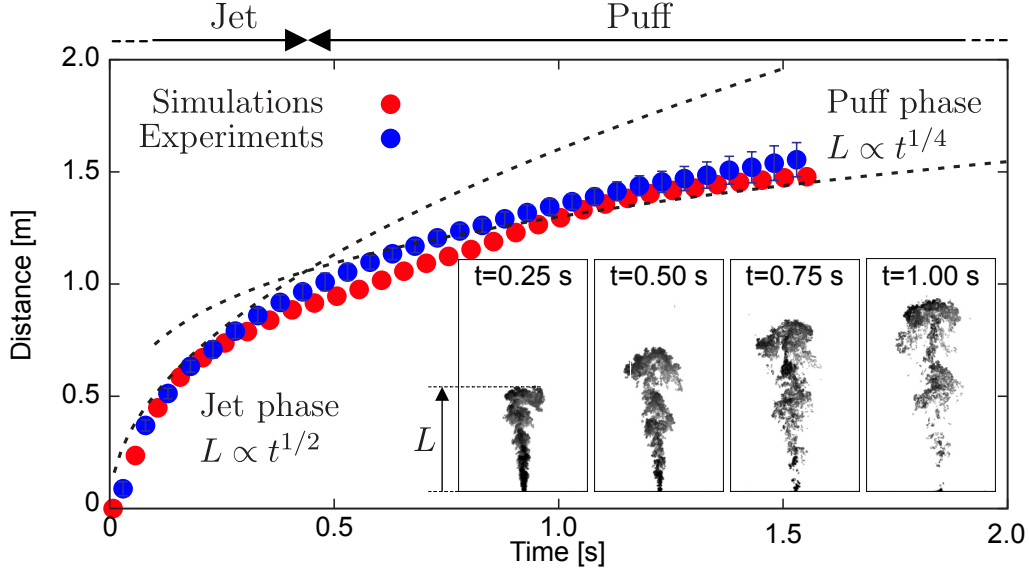 Jet
Puff
2.0
1.5
1.0
0.5
0
Distance [m]
Simulations
Experiments
Puff phase
L ∝ t^{1/4}
Jet phase
L ∝ t^{1/2}
L
t=0.25 s
t=0.50 s
t=0.75 s
t=1.00 s
0
0.5
1.0
1.5
2.0
Time [s]